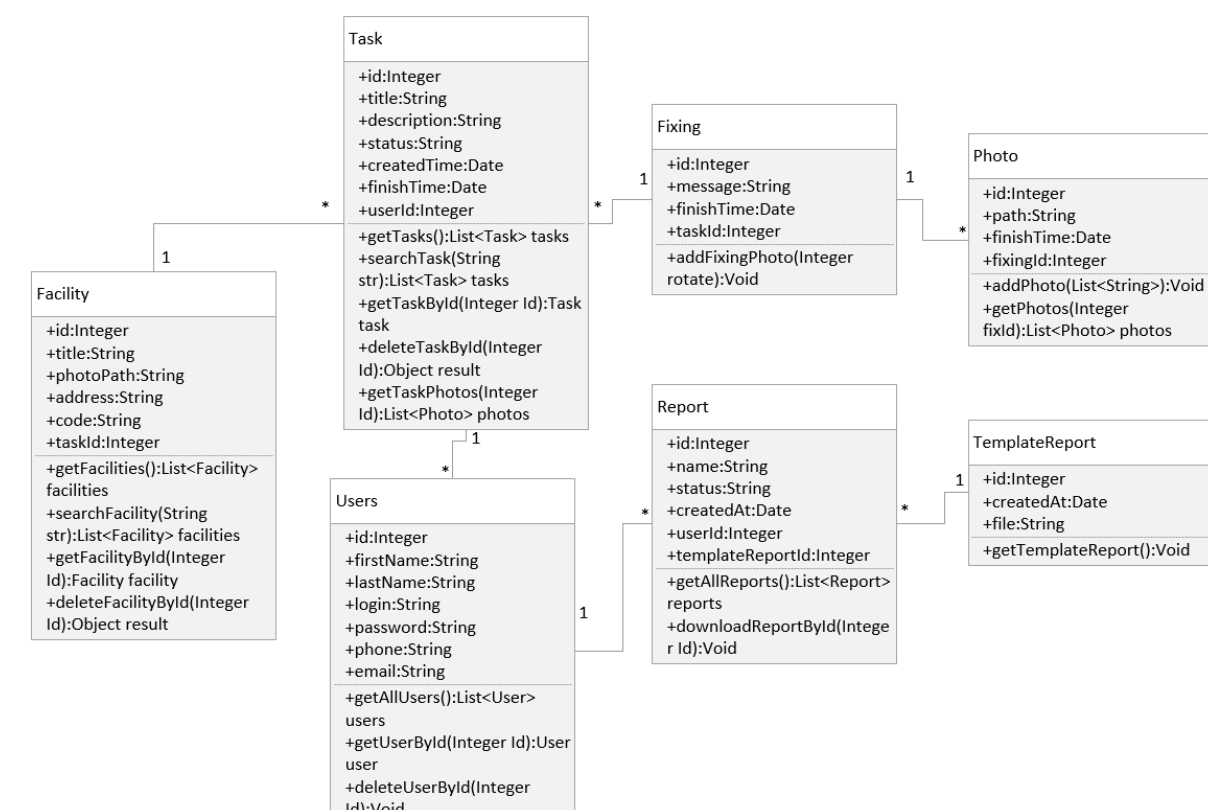 Task
+id:Integer
+title:String
+description:String
+status:String
+createdTime:Date
+finishTime:Date
+userId:Integer
+getTasks():List<Task> tasks
+searchTask(String
str):List<Task> tasks
+getTaskById(Integer Id):Task
task
+deleteTaskById(Integer
Id):Object result
+getTaskPhotos(Integer
Id):List<Photo> photos
*
1
*
1
1
*
Fixing
+id:Integer
+message:String
+finishTime:Date
+taskId:Integer
+addFixingPhoto(Integer
rotate):Void
1
*
Photo
+id:Integer
+path:String
+finishTime:Date
+fixingId:Integer
+addPhoto(List<String>):Void
+getPhotos(Integer
fixId):List<Photo> photos
Facility
+id:Integer
+title:String
+photoPath:String
+address:String
+code:String
+taskId:Integer
+getFacilities():List<Facility>
facilities
+searchFacility(String
str):List<Facility> facilities
+getFacilityById(Integer
Id):Facility facility
+deleteFacilityById(Integer
Id):Object result
Users
+id:Integer
+firstName:String
+lastName:String
+login:String
+password:String
+phone:String
+email:String
+getAllUsers():List<User>
users
+getUserById(Integer Id):User
user
+deleteUserById(Integer
Id):Void
1
*
Report
+id:Integer
+name:String
+status:String
+createdAt:Date
+userId:Integer
+templateReportId:Integer
+getAllReports():List<Report>
reports
+downloadReportById(Intege
r Id):Void
*
1
TemplateReport
+id:Integer
+createdAt:Date
+file:String
+getTemplateReport():Void